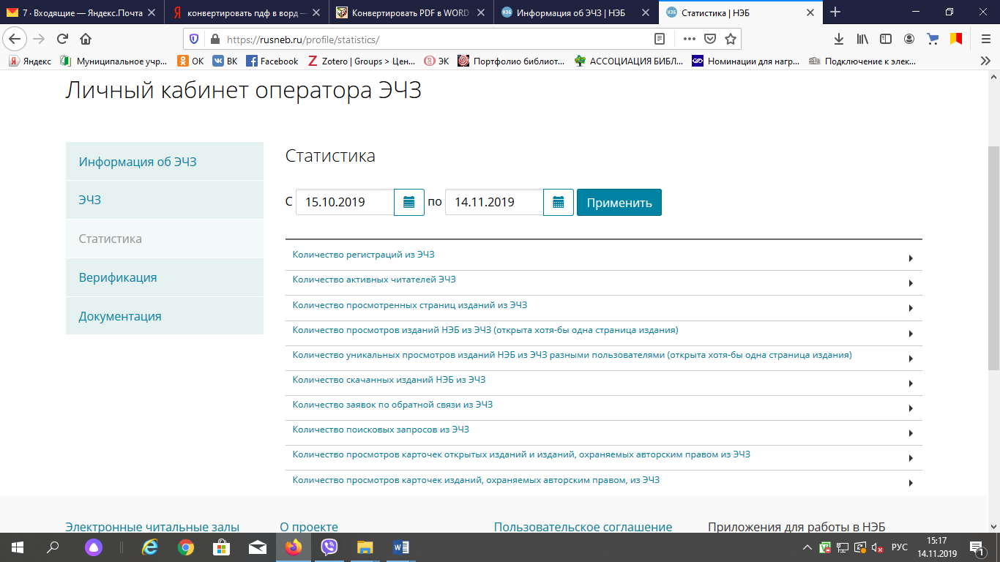 7 · Входящие — Яндекс.Почта
конвертировать пдф в ворд —
Конвертировать PDF в WORD
Информация об ЭЧЗ | НЭБ
Статистика | НЭБ
https://rusneb.ru/profile/statistics/
Яндекс
Муниципальное учр...
ОК
ВК
Facebook
Zotero | Groups > Цен...
ЭК
Портфолио библиот...
АССОЦИАЦИЯ БИБЛ...
Номинации для нагр...
Подключение к элек...
Личный кабинет оператора ЭЧЗ
Информация об ЭЧЗ
ЭЧЗ
Статистика
Верификация
Документация
Статистика
С 15.10.2019 по 14.11.2019 Применить
Количество регистраций из ЭЧЗ
Количество активных читателей ЭЧЗ
Количество просмотренных страниц изданий из ЭЧЗ
Количество просмотров изданий НЭБ из ЭЧЗ (открыта хотя-бы одна страница издания)
Количество уникальных просмотров изданий НЭБ из ЭЧЗ разными пользователями (открыта хотя-бы одна страница издания)
Количество скачанных изданий НЭБ из ЭЧЗ
Количество заявок по обратной связи из ЭЧЗ
Количество поисковых запросов из ЭЧЗ
Количество просмотров карточек открытых изданий и изданий, охраняемых авторским правом из ЭЧЗ
Количество просмотров карточек изданий, охраняемых авторским правом, из ЭЧЗ
Электронные читальные залы
О проекте
Пользовательское соглашение
Приложения для работы в НЭБ
РУС
15:17
14.11.2019
1